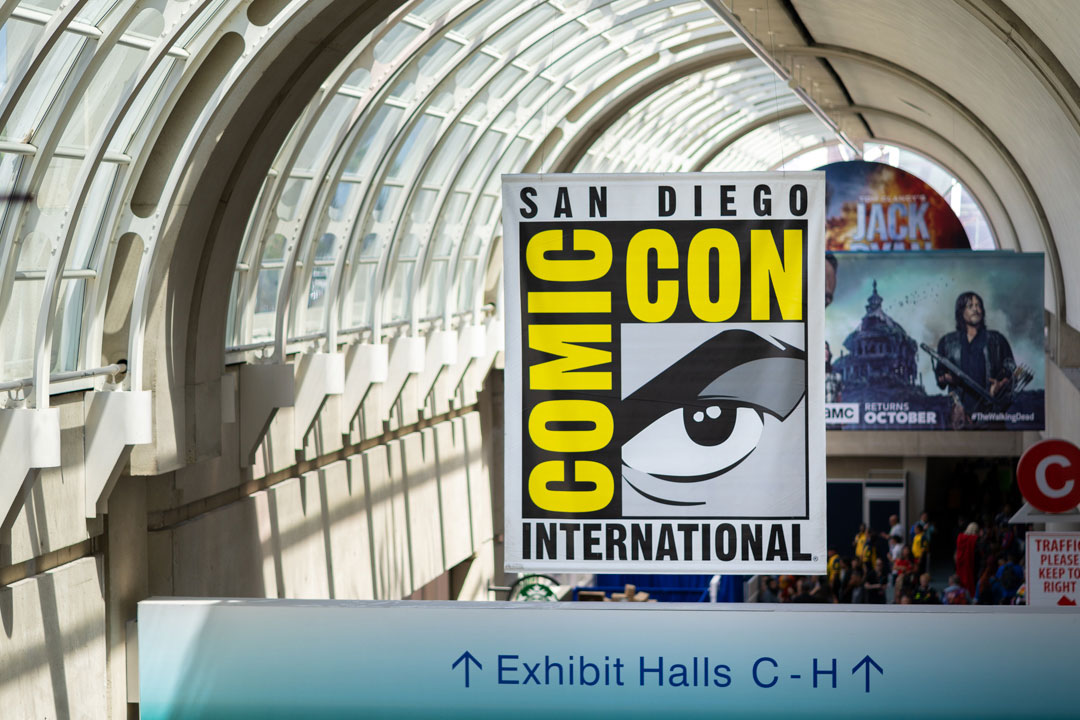 SAN DIEGO
COMIC
CON
INTERNATIONAL
JACK
amc
RETURNS
OCTOBER
#TheWalkingDead
C
TRAFFIC
PLEASE
KEEP TO
RIGHT
↑ Exhibit Halls C - H ↑